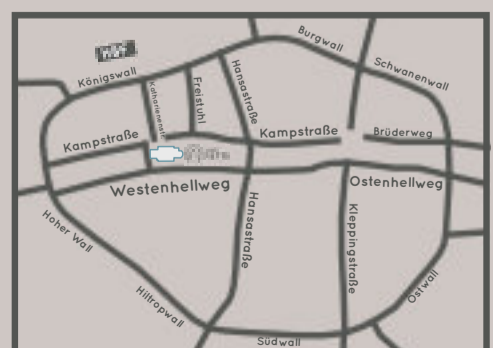 Burgwall
Königswall
Schwanenwall
Katharinenstr.
Freistuhl
Hansastraße
Kampstraße
Kampstraße
Brüderweg
Westenhellweg
Ostenhellweg
Hoher Wall
Hansastraße
Kleppingstraße
Hiltropwall
Ostwall
Südwall